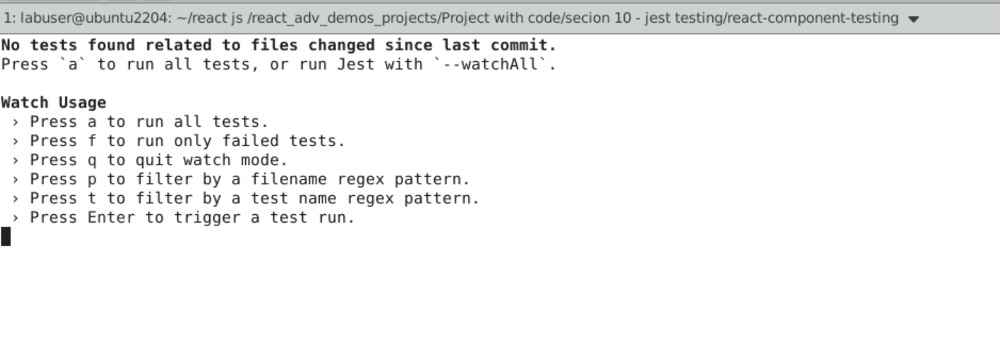 1: labuser@ubuntu2204: ~/react js /react_adv_demos_projects/Project with code/secion 10 - jest testing/react-component-testing
No tests found related to files changed since last commit.
Press `a` to run all tests, or run Jest with `--watchAll`.
Watch Usage
› Press a to run all tests.
› Press f to run only failed tests.
› Press q to quit watch mode.
› Press p to filter by a filename regex pattern.
› Press t to filter by a test name regex pattern.
› Press Enter to trigger a test run.